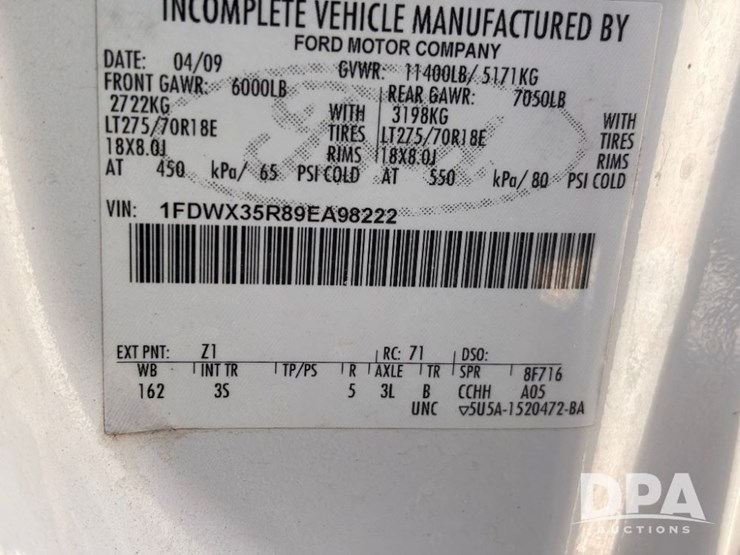 INCOMPLETE VEHICLE MANUFACTURED BY
FORD MOTOR COMPANY
DATE: 04/09 GVWR: 11400LB/ 5171KG
FRONT GAWR: 6000LB REAR GAWR: 7050LB
2722KG WITH 3198KG WITH
LT275/70R18E TIRES LT275/70R18E TIRES
18X8.0J RIMS 18X8.0J RIMS
AT 450 kPa/ 65 PSI COLD AT 550 kPa/ 80 PSI COLD
VIN: 1FDWX35R89EA98222
EXT PNT: Z1 RC: 71 DSO:
WB INT TR TP/PS R AXLE TR SPR 8F716
162 3S 5 3L B CCHH A05
UNC ▽5U5A-1520472-BA
DPA
AUCTIONS